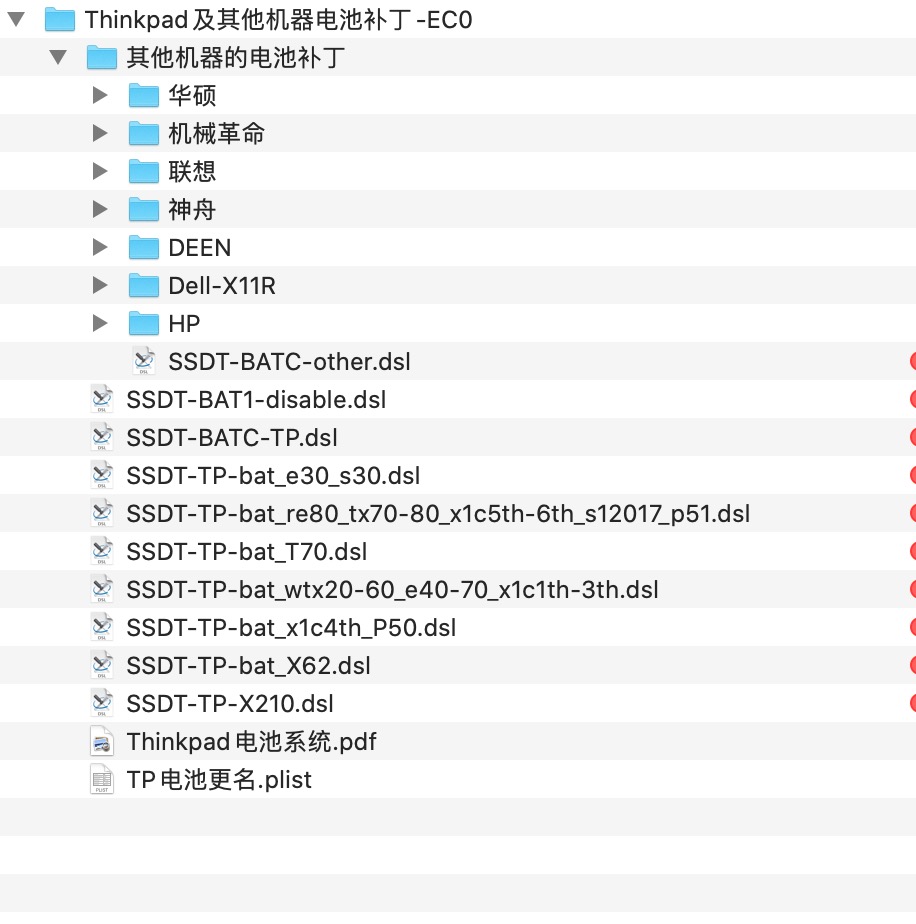 Thinkpad及其他机器电池补丁-EC0
其他机器的电池补丁
华硕
机械革命
联想
神舟
DEEN
Dell-X11R
HP
SSDT-BATC-other.dsl
SSDT-BAT1-disable.dsl
SSDT-BATC-TP.dsl
SSDT-TP-bat_e30_s30.dsl
SSDT-TP-bat_re80_tx70-80_x1c5th-6th_s12017_p51.dsl
SSDT-TP-bat_T70.dsl
SSDT-TP-bat_wtx20-60_e40-70_x1c1th-3th.dsl
SSDT-TP-bat_x1c4th_P50.dsl
SSDT-TP-bat_X62.dsl
SSDT-TP-X210.dsl
Thinkpad电池系统.pdf
TP电池更名.plist